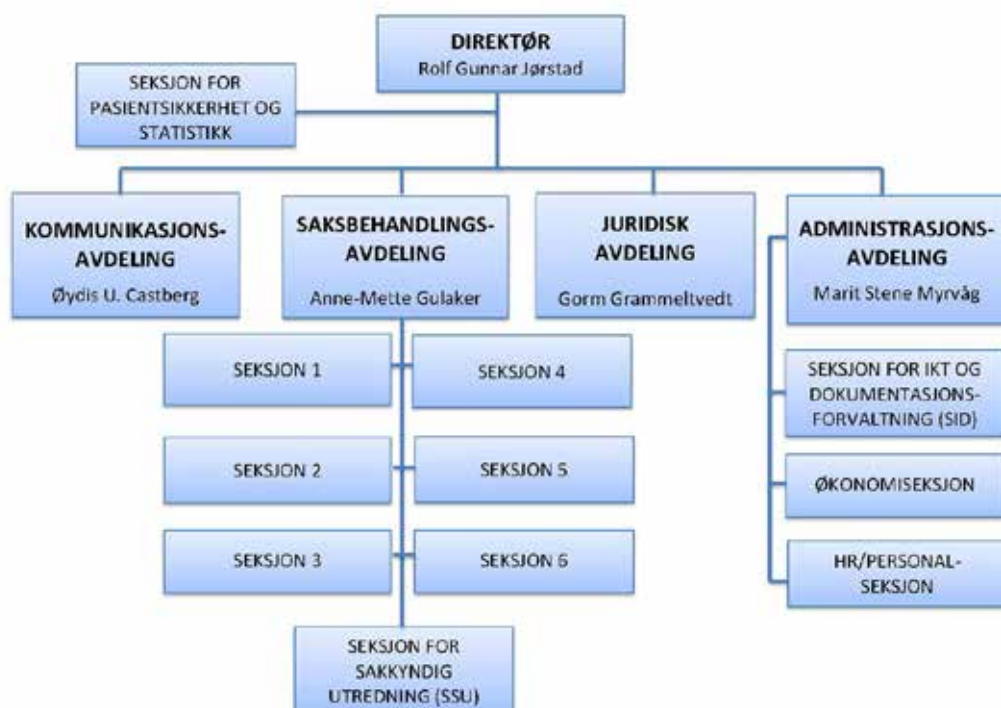 DIREKTØR
Rolf Gunnar Jørstad
SEKSJON FOR
PASIENTSIKKERHET OG
STATISTIKK
KOMMUNIKASJONS-
AVDELING
Øydis U. Castberg
SAKSBEHANDLINGS-
AVDELING
Anne-Mette Gulaker
JURIDISK
AVDELING
Gorm Grammeltvedt
ADMINISTRASJONS-
AVDELING
Marit Stene Myrvåg
SEKSJON 1
SEKSJON 4
SEKSJON 2
SEKSJON 5
SEKSJON 3
SEKSJON 6
SEKSJON FOR
SAKKYNDIG
UTREDNING (SSU)
SEKSJON FOR IKT OG
DOKUMENTASJONS-
FORVALTNING (SID)
ØKONOMISEKSJON
HR/PERSONAL-
SEKSJON